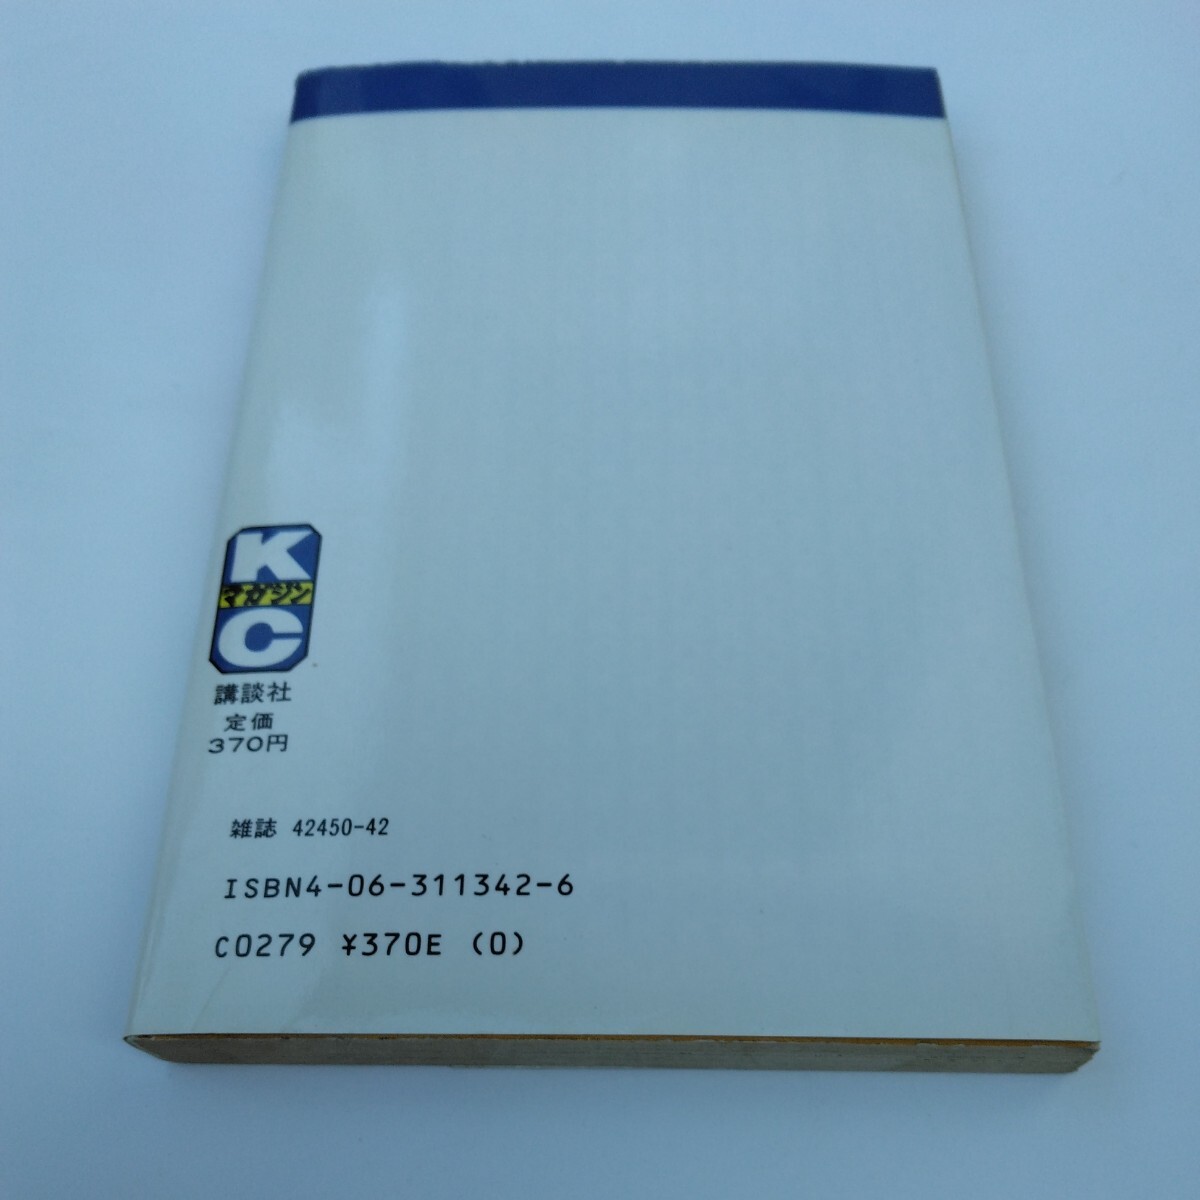 K
マガジン
C
講談社
定価
370円
雑誌 42450-42
ISBN4-06-311342-6
C0279 ¥370E (0)